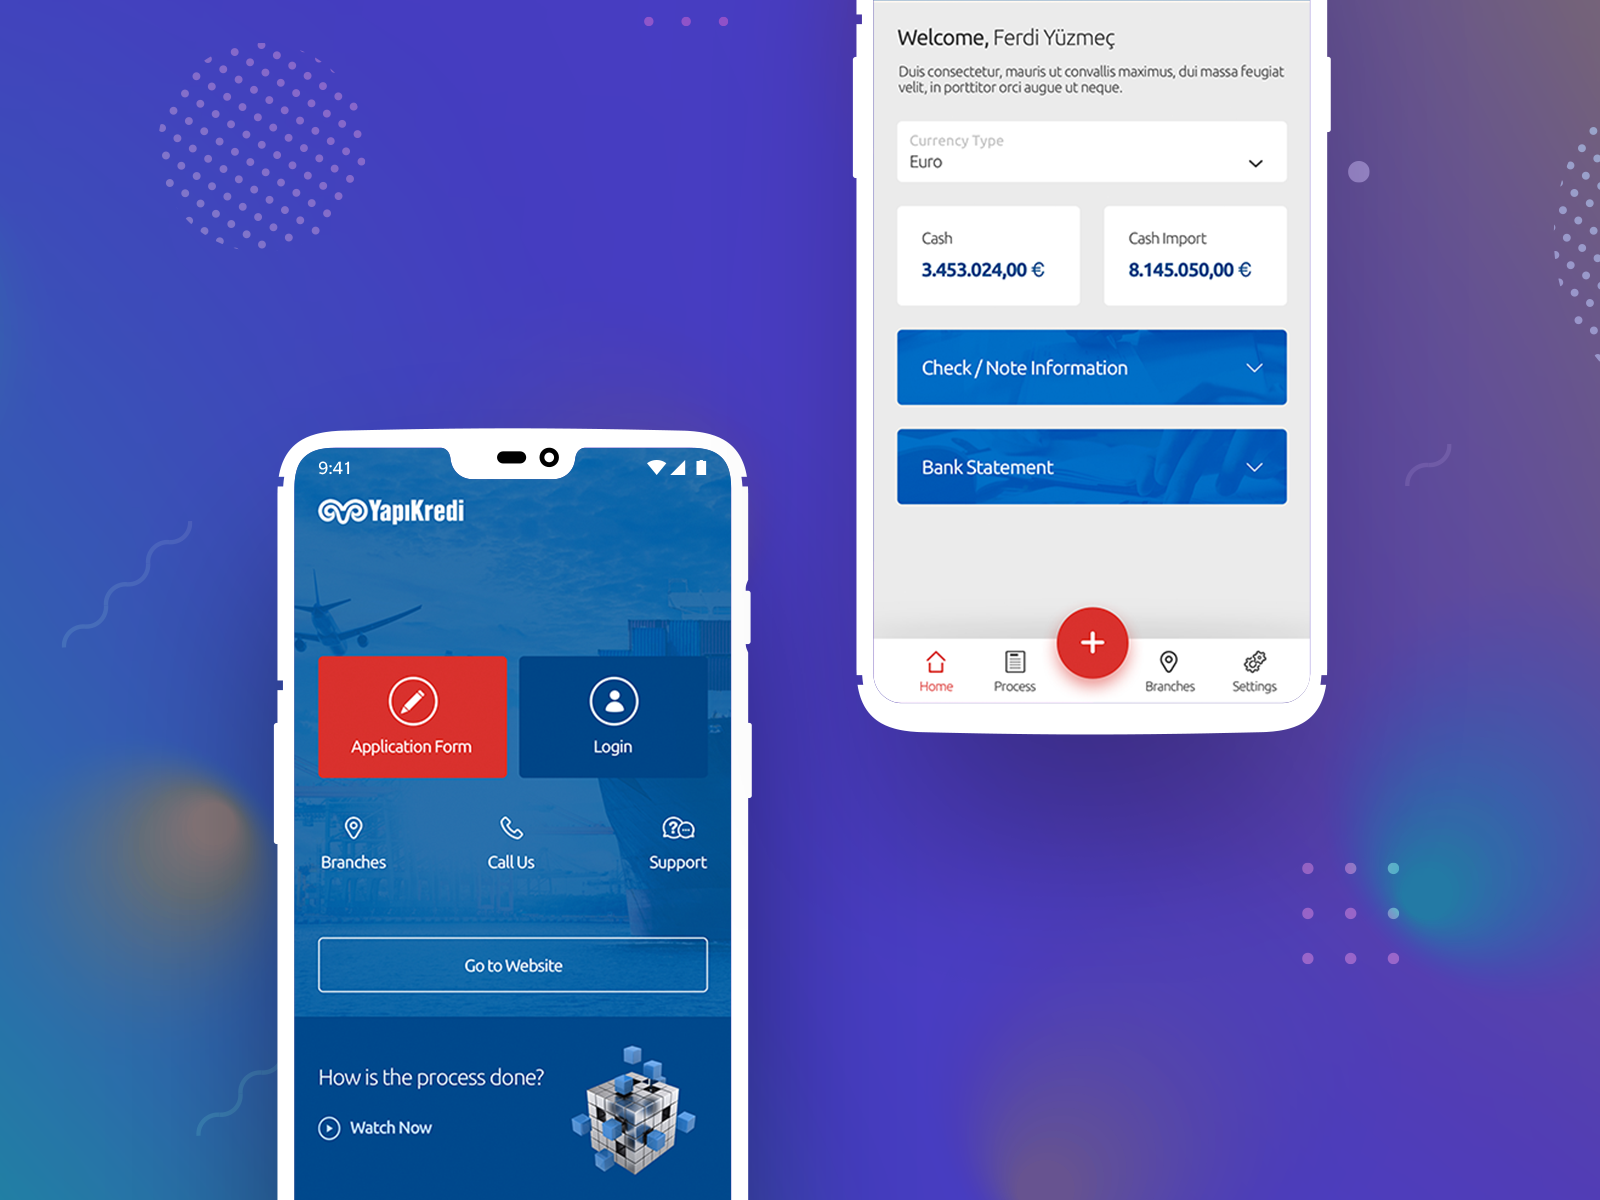 Welcome, Ferdi Yüzmeç
Duis consectetur, mauris ut convallis maximus, dui massa feugiat
velit, in porttitor orci augue ut neque.
Currency Type
Euro
Cash
3.453.024,00 €
Cash Import
8.145.050,00 €
Check / Note Information
Bank Statement
Home
Process
Branches
Settings
9:41
YapıKredi
Application Form
Login
Branches
Call Us
Support
Go to Website
How is the process done?
Watch Now